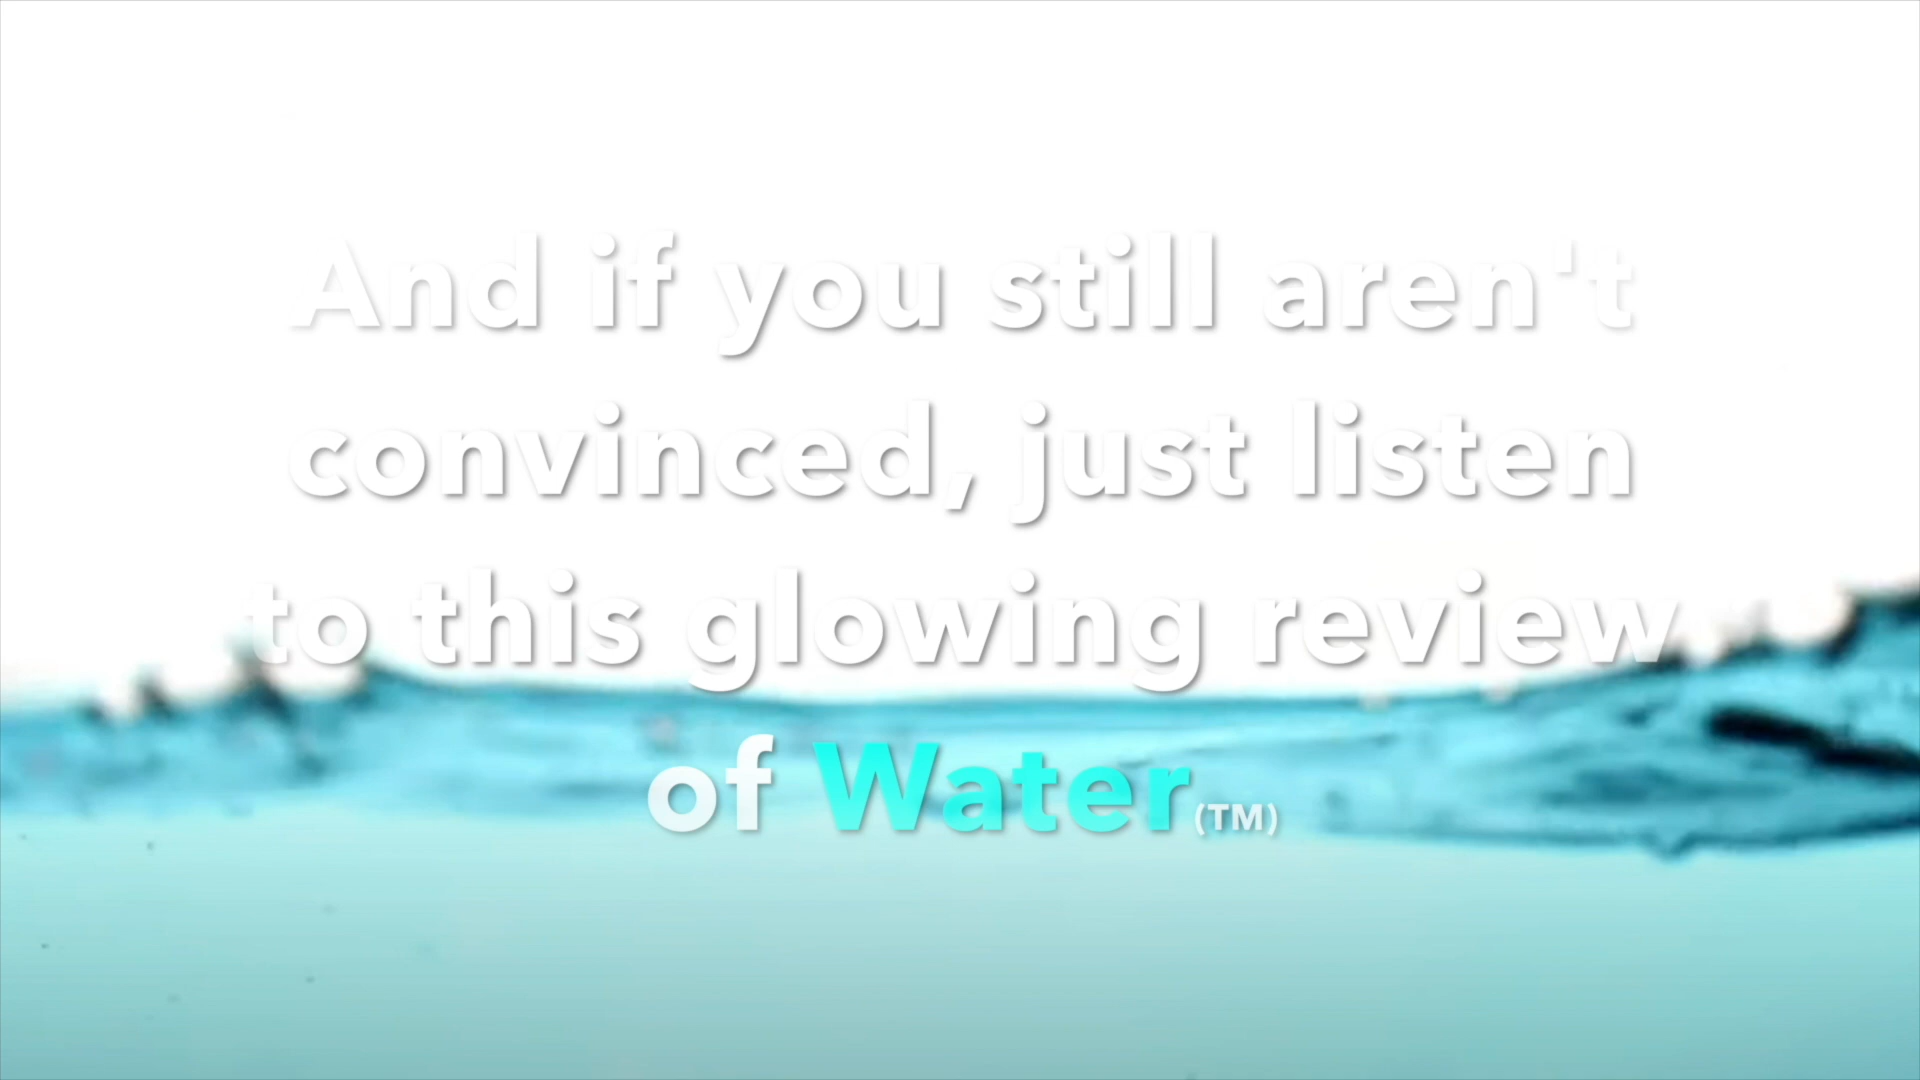 And if you still aren't
convinced, just listen
to this glowing review
of Water(TM)